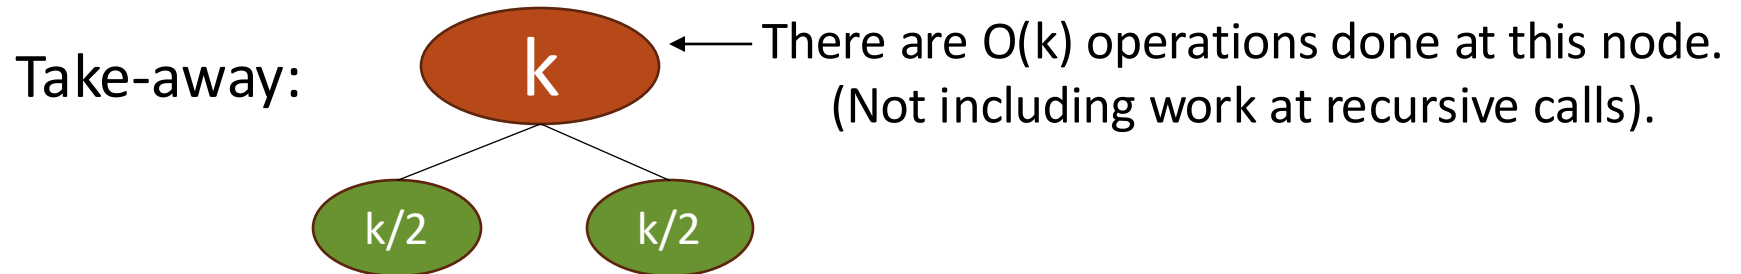 Take-away:
k
There are O(k) operations done at this node.
(Not including work at recursive calls).
k/2
k/2